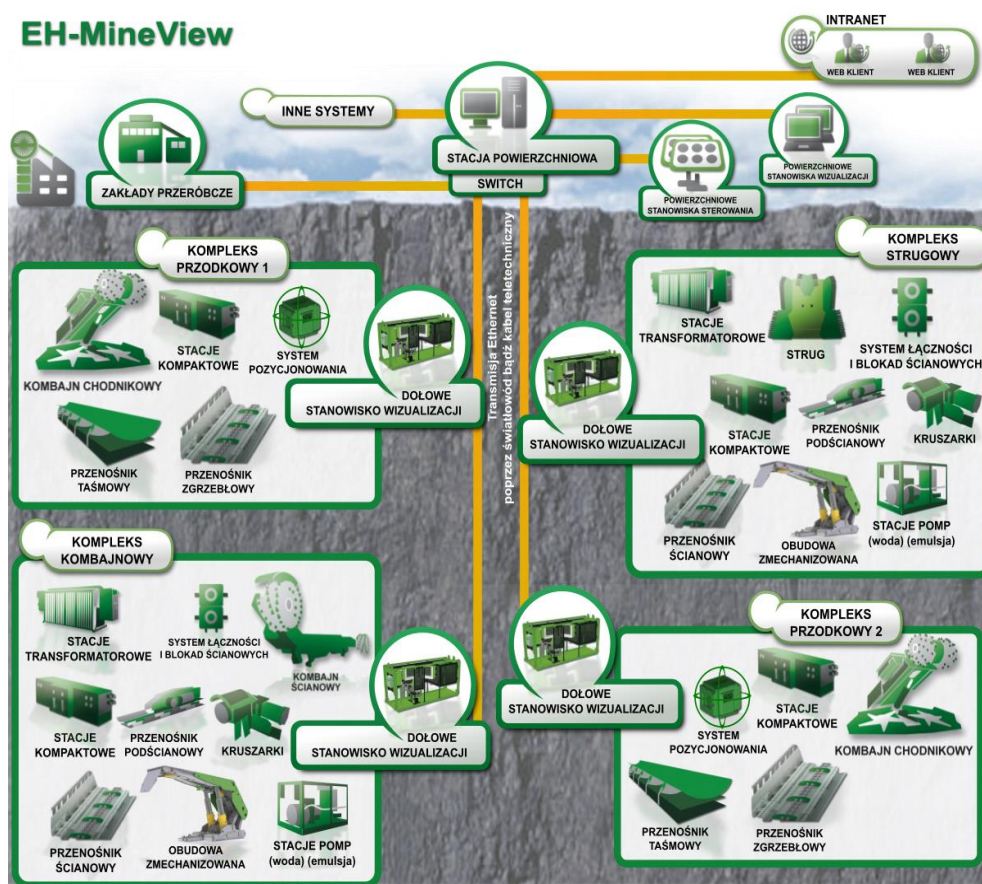 EH-MineView
INTRANET
WEB KLIENT
WEB KLIENT
INNE SYSTEMY
STACJA POWIERZCHNIOWA
SWITCH
ZAKŁADY PRZERÓBCZE
POWIERZCHNIOWE
STANOWISKA STEROWANIA
POWIERZCHNIOWE
STANOWISKA WIZUALIZACJI
Transmisja Ethernet
poprzez światłowód bądź kabel teletechniczny
KOMPLEKS
PRZODKOWY 1
KOMBAJN CHODNIKOWY
STACJE
KOMPAKTOWE
SYSTEM
POZYCJONOWANIA
DOŁOWE
STANOWISKO WIZUALIZACJI
PRZENOŚNIK
TAŚMOWY
PRZENOŚNIK
ZGRZEBŁOWY
KOMPLEKS
STRUGOWY
STACJE
TRANSFORMATOROWE
STRUG
SYSTEM ŁĄCZNOŚCI
I BLOKAD ŚCIANOWYCH
DOŁOWE
STANOWISKO WIZUALIZACJI
STACJE
KOMPAKTOWE
PRZENOŚNIK
PODŚCIANOWY
KRUSZARKI
PRZENOŚNIK
ŚCIANOWY
OBUDOWA
ZMECHANIZOWANA
STACJE POMP
(woda) (emulsja)
KOMPLEKS
KOMBAJNOWY
STACJE
TRANSFORMATOROWE
SYSTEM ŁĄCZNOŚCI
I BLOKAD ŚCIANOWYCH
KOMBAJN
ŚCIANOWY
STACJE
KOMPAKTOWE
PRZENOŚNIK
PODŚCIANOWY
KRUSZARKI
DOŁOWE
STANOWISKO WIZUALIZACJI
PRZENOŚNIK
ŚCIANOWY
OBUDOWA
ZMECHANIZOWANA
STACJE POMP
(woda) (emulsja)
KOMPLEKS
PRZODKOWY 2
DOŁOWE
STANOWISKO WIZUALIZACJI
SYSTEM
POZYCJONOWANIA
STACJE
KOMPAKTOWE
KOMBAJN CHODNIKOWY
PRZENOŚNIK
TAŚMOWY
PRZENOŚNIK
ZGRZEBŁOWY